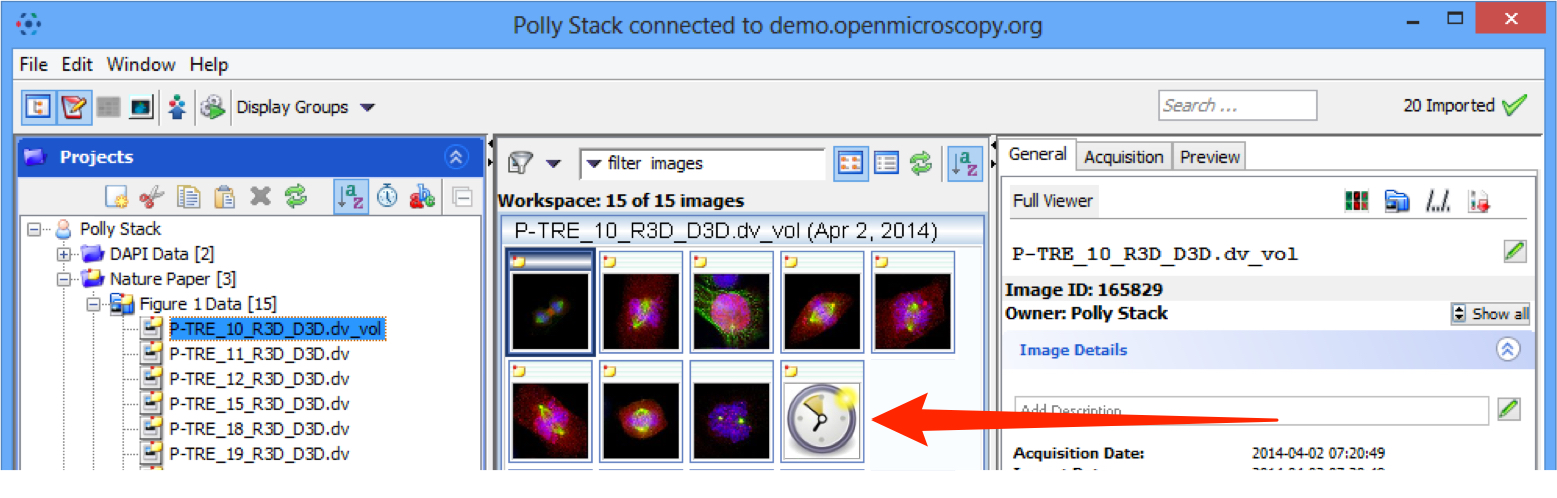 Polly Stack connected to demo.openmicroscopy.org
File Edit Window Help
Display Groups
Search ...
20 Imported
Projects
Polly Stack
DAPI Data [2]
Nature Paper [3]
Figure 1 Data [15]
P-TRE_10_R3D_D3D.dv_vol
P-TRE_11_R3D_D3D.dv
P-TRE_12_R3D_D3D.dv
P-TRE_15_R3D_D3D.dv
P-TRE_18_R3D_D3D.dv
P-TRE_19_R3D_D3D.dv
filter images
Workspace: 15 of 15 images
P-TRE_10_R3D_D3D.dv_vol (Apr 2, 2014)
General Acquisition Preview
Full Viewer
P-TRE_10_R3D_D3D.dv_vol
Image ID: 165829
Owner: Polly Stack
Show all
Image Details
Add Description
Acquisition Date: 2014-04-02 07:20:49